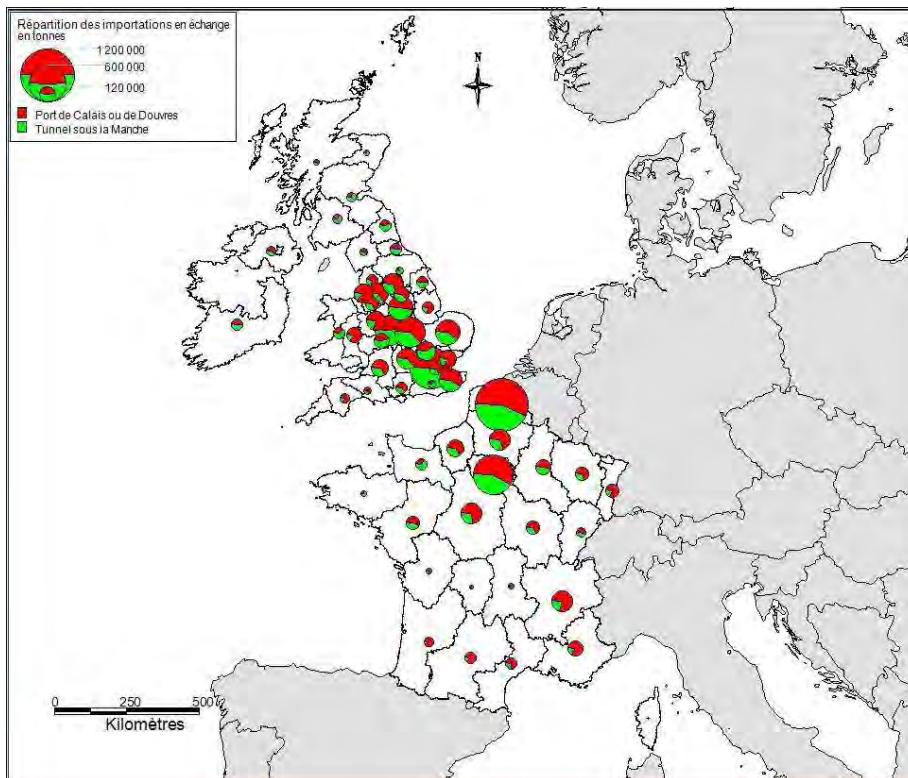 Répartition des importations en échange
en tonnes
1 200 000
600 000
120 000
Port de Calais ou de Douvres
Tunnel sous la Manche
N
0 250 500
Kilomètres